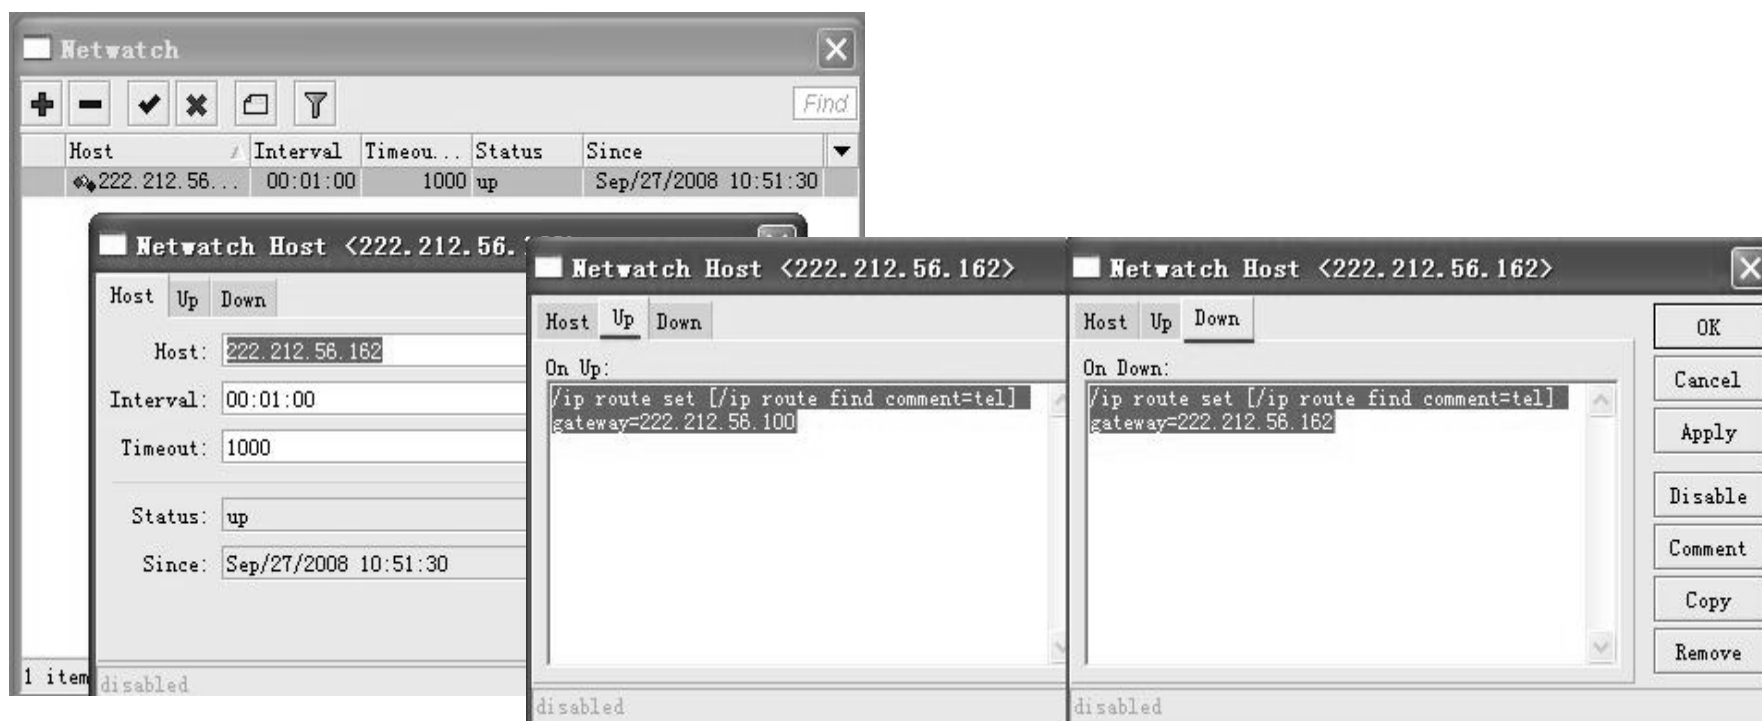 Netwatch
Find
Host Interval Timeou... Status Since
222.212.56... 00:01:00 1000 up Sep/27/2008 10:51:30
Netwatch Host <222.212.56.
Host Up Down
Host: 222.212.56.162
Interval: 00:01:00
Timeout: 1000
Status: up
Since: Sep/27/2008 10:51:30
1 item
disabled
Netwatch Host <222.212.56.162>
Host Up Down
On Up:
/ip route set [/ip route find comment=tel]
gateway=222.212.56.100
disabled
Netwatch Host <222.212.56.162>
Host Up Down
On Down:
/ip route set [/ip route find comment=tel]
gateway=222.212.56.162
OK
Cancel
Apply
Disable
Comment
Copy
Remove
disabled